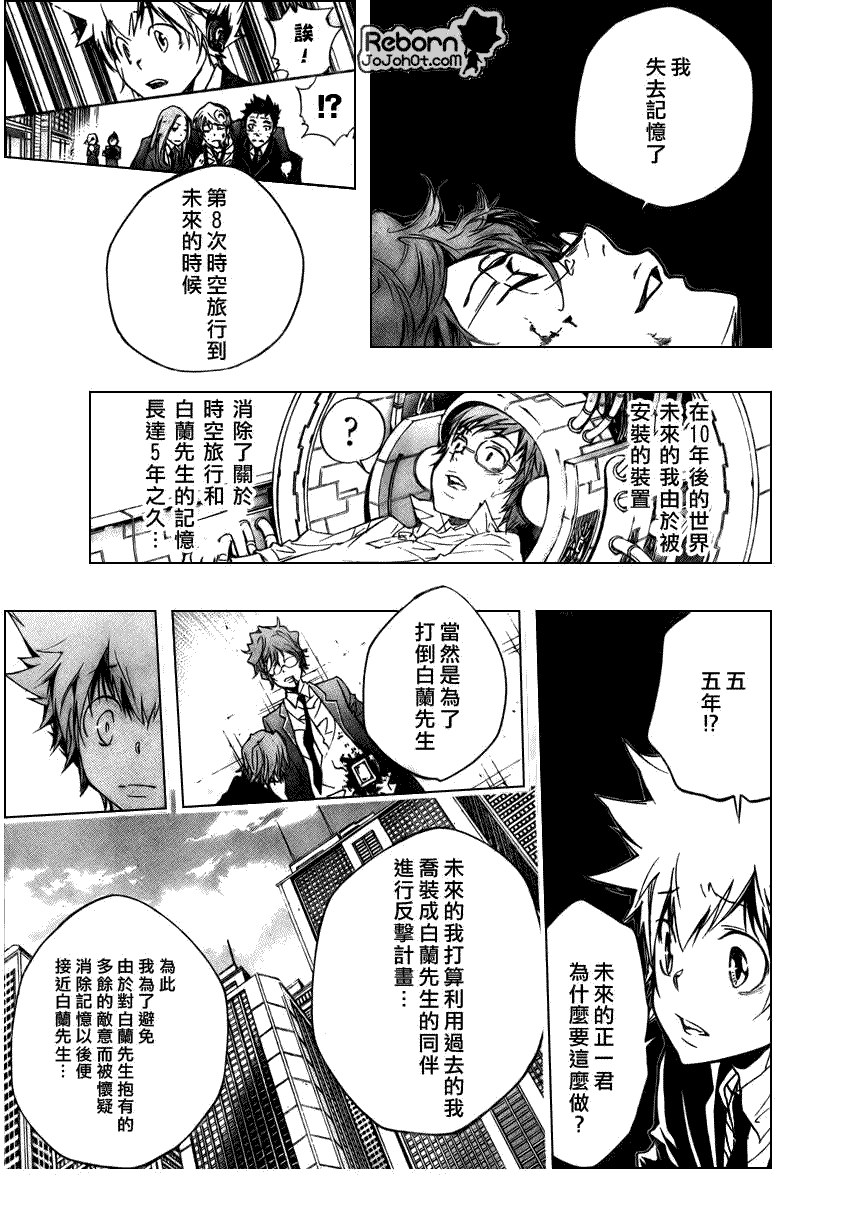 Reborn
JoJoHOt.coM
我
失去記憶了
誒!
!?
第8次時空旅行到
未來的時候
在10年後的世界
未來的我由於被
安裝的裝置
?
消除了關於
時空旅行和
白蘭先生的記憶
長達5年之久…
五
五年!?
未來的正一君
為什麼要這麼做?
當然是為了
打倒白蘭先生
未來的我打算利用過去的我
喬裝成白蘭先生的同伴
進行反擊計畫…
為此
我為了避免
由於對白蘭先生抱有的
多餘的敵意而被懷疑
消除記憶以後便
接近白蘭先生…